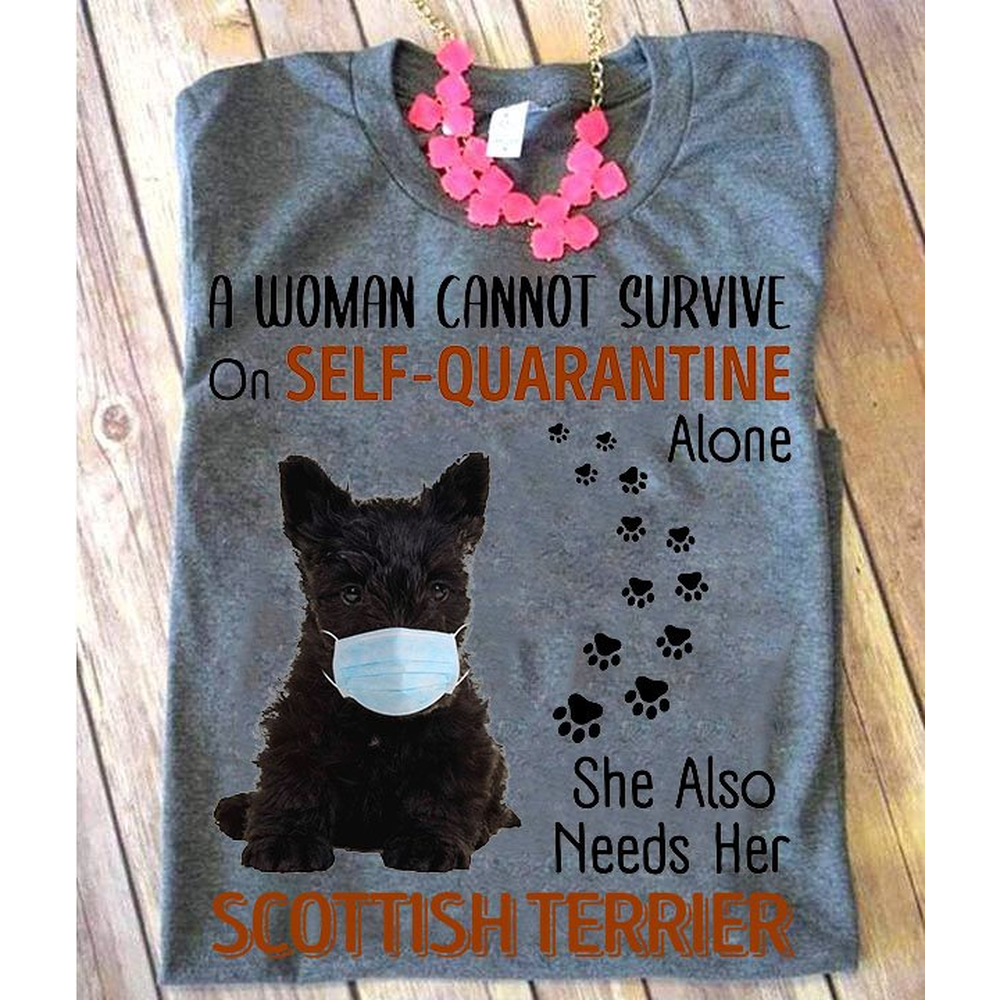 A WOMAN CANNOT SURVIVE
On SELF-QUARANTINE
Alone
She Also
Needs Her
SCOTTISH TERRIER